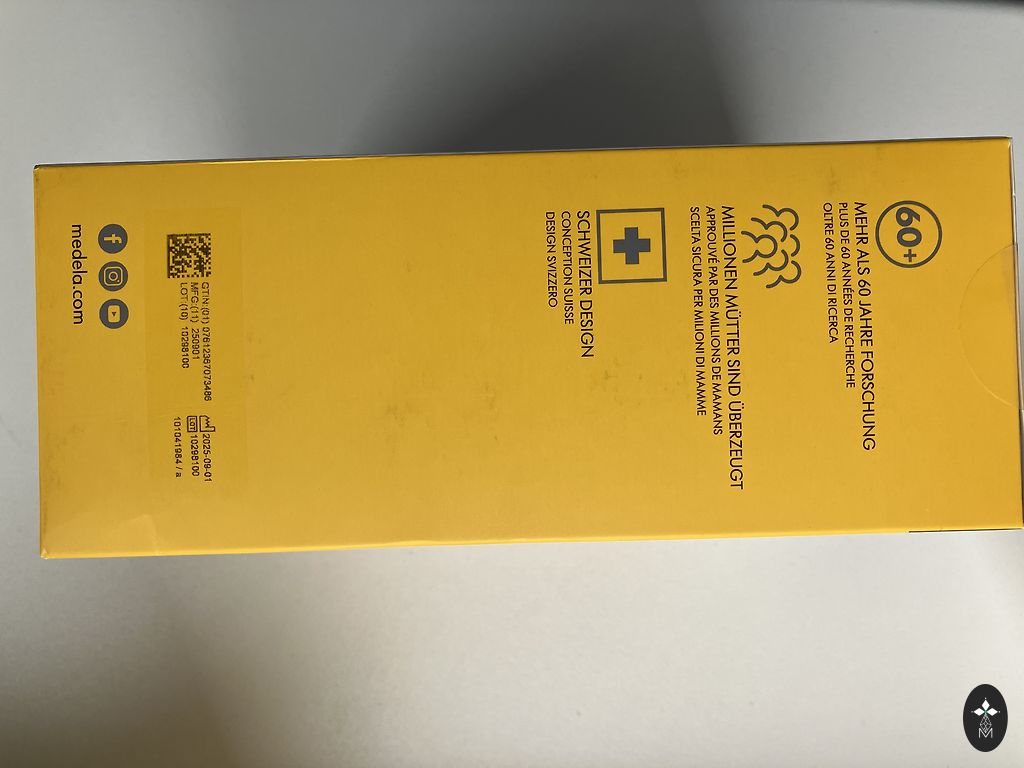 60+
MEHR ALS 60 JAHRE FORSCHUNG
PLUS DE 60 ANNÉES DE RECHERCHE
OLTRE 60 ANNI DI RICERCA
MILLIONEN MÜTTER SIND ÜBERZEUGT
APPROUVÉ PAR DES MILLIONS DE MAMANS
SCELTA SICURA PER MILIONI DI MAMME
SCHWEIZER DESIGN
CONCEPTION SUISSE
DESIGN SVIZZERO
GTIN:(01) 07612367073486
MFG:(11) 250901
LOT:(10) 10298100
2025-09-01
LOT 10298100
101041984 / a
medela.com